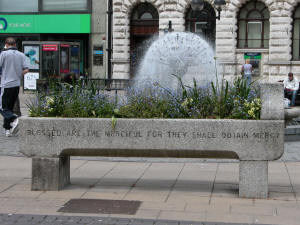 BLESSED ARE THE MERCIFUL FOR THEY SHALL OBTAIN MERCY